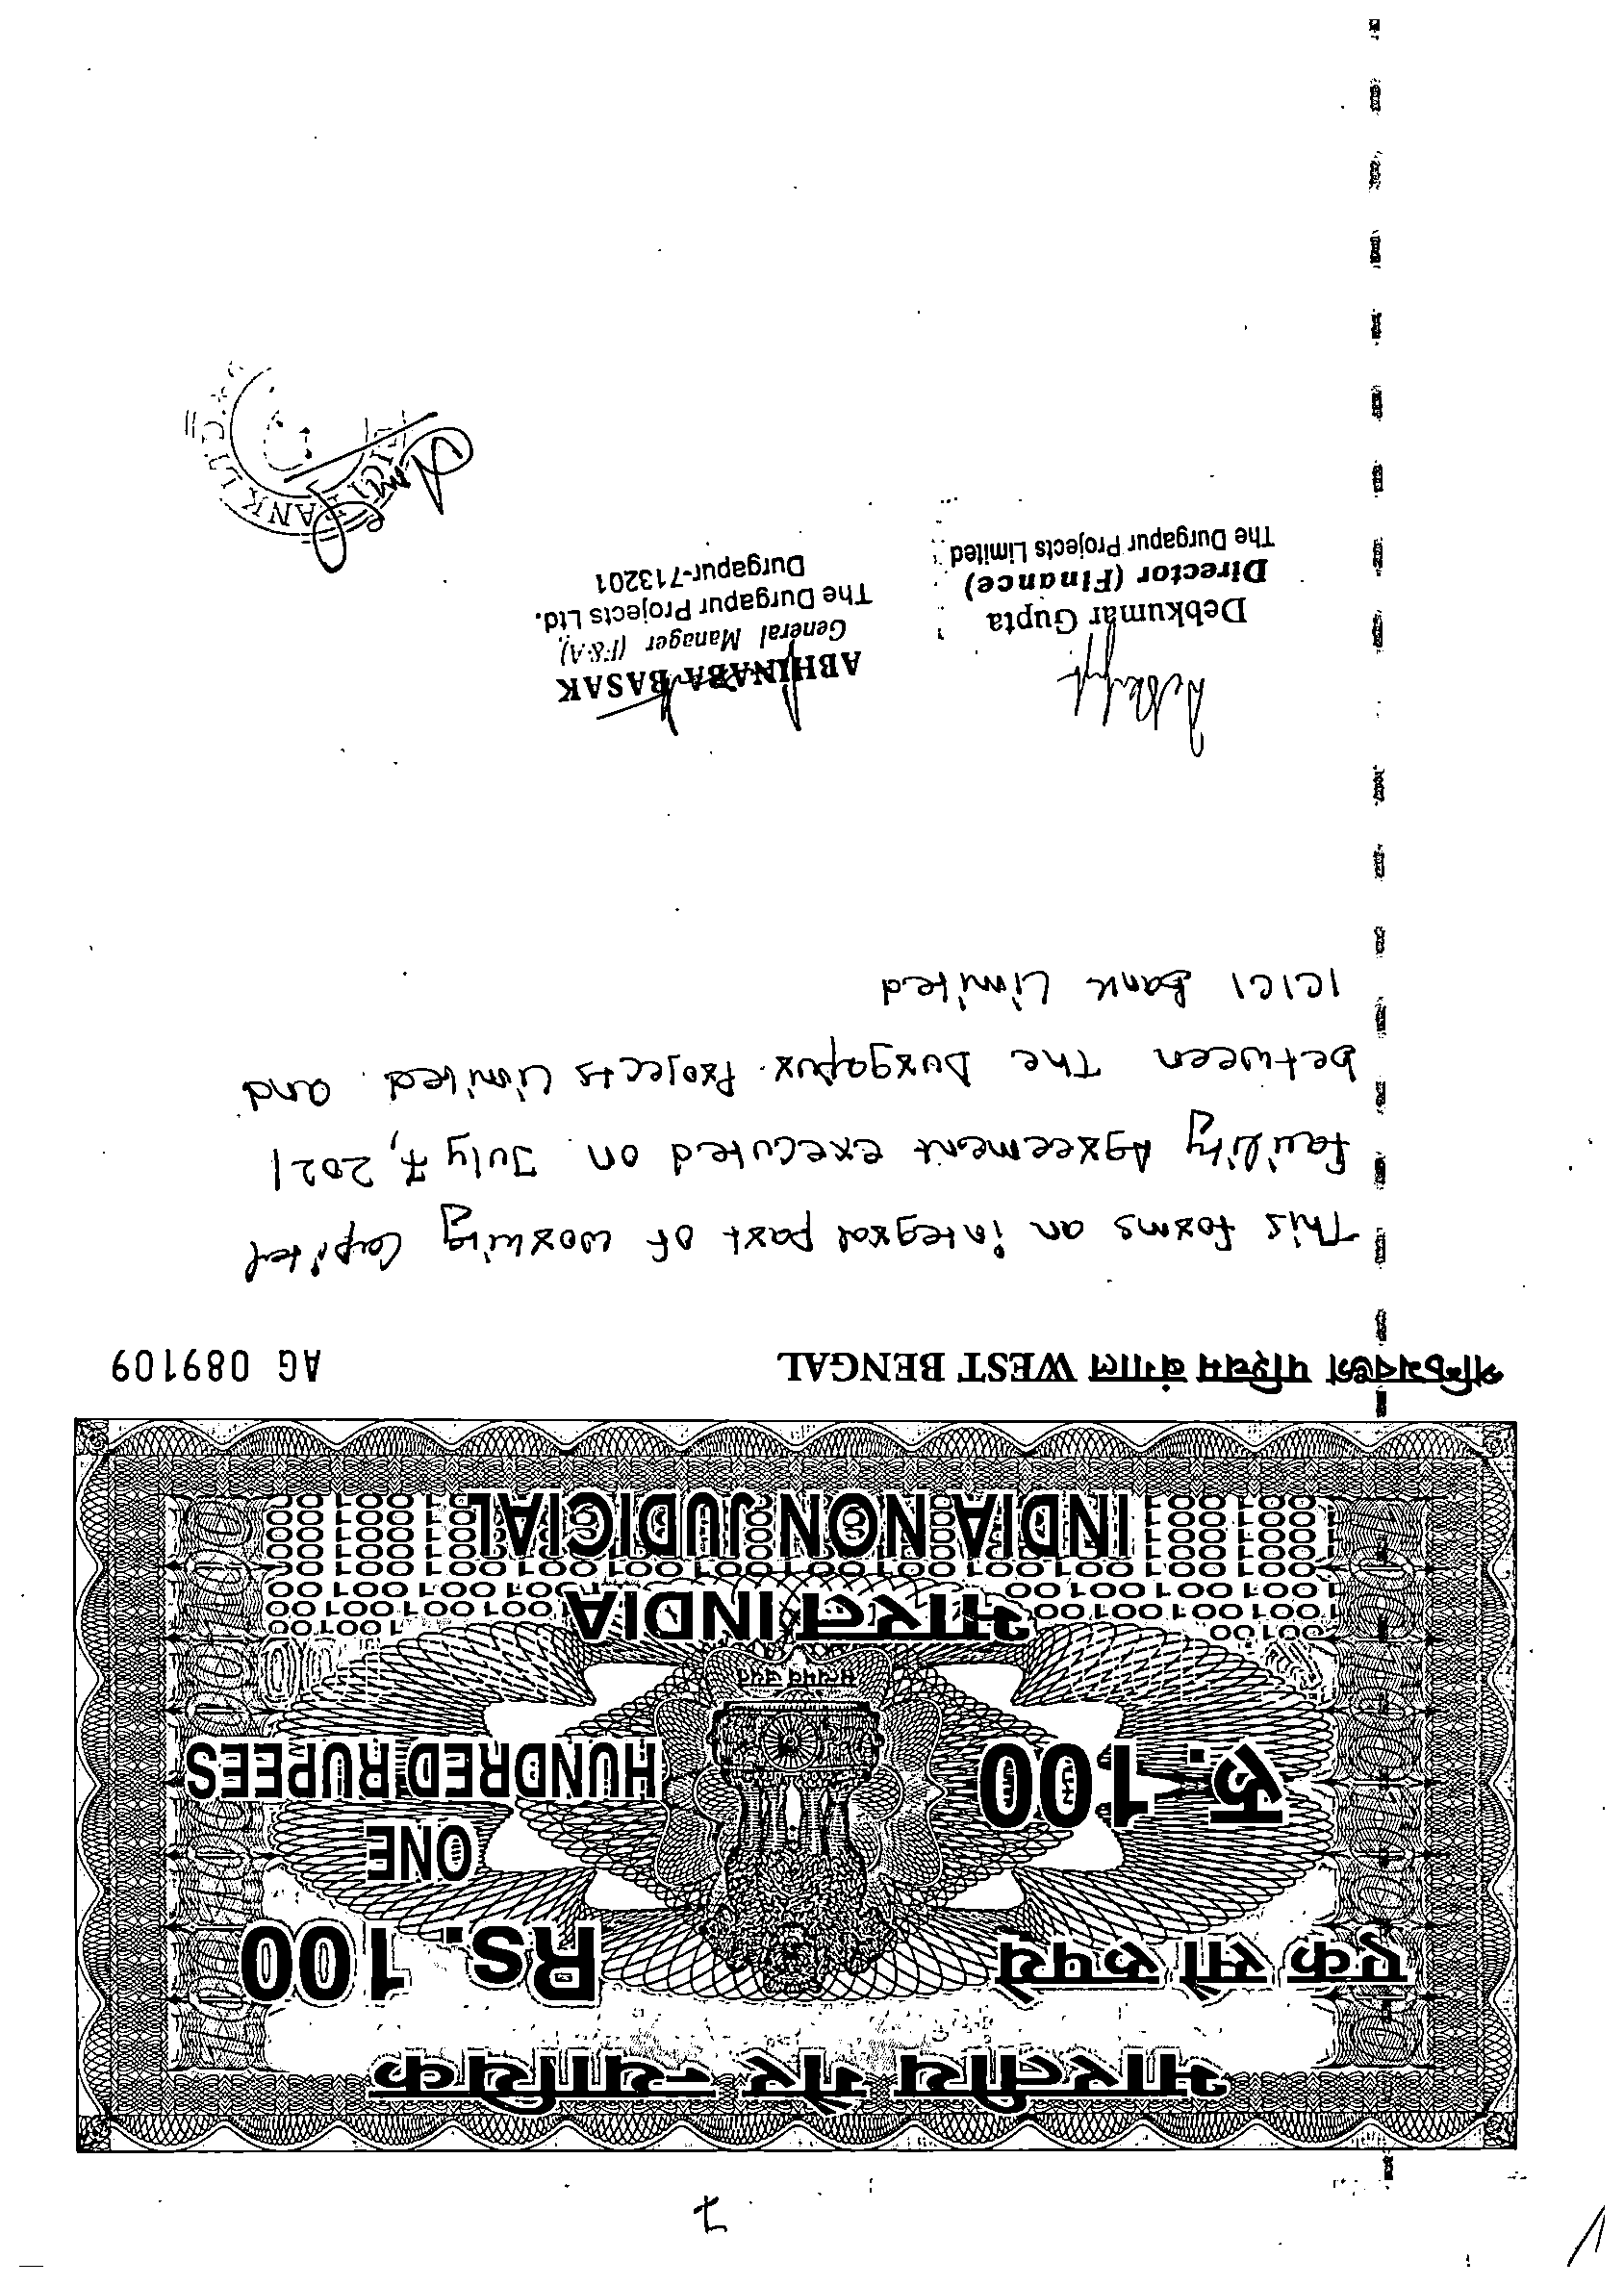 भारतीय गैर न्यायिक
एक सौ रुपये
Rs. 100
रु. 100
ONE
HUNDRED RUPEES
सत्यमेव जयते
भारत INDIA
INDIA NON JUDICIAL
পশ্চিমবঙ্গ पश्चिम बंगाल WEST BENGAL
AG 089109
This forms an integral part of working Capital
facility Agreement executed on July 7, 2021
between The Durgapur Projects Limited and
ICICI Bank Limited
Debkumar Gupta
Director (Finance)
The Durgapur Projects Limited
ABHINABA BASAK
General Manager (F&A)
The Durgapur Projects Ltd.
Durgapur-713201
ICICI BANK LTD